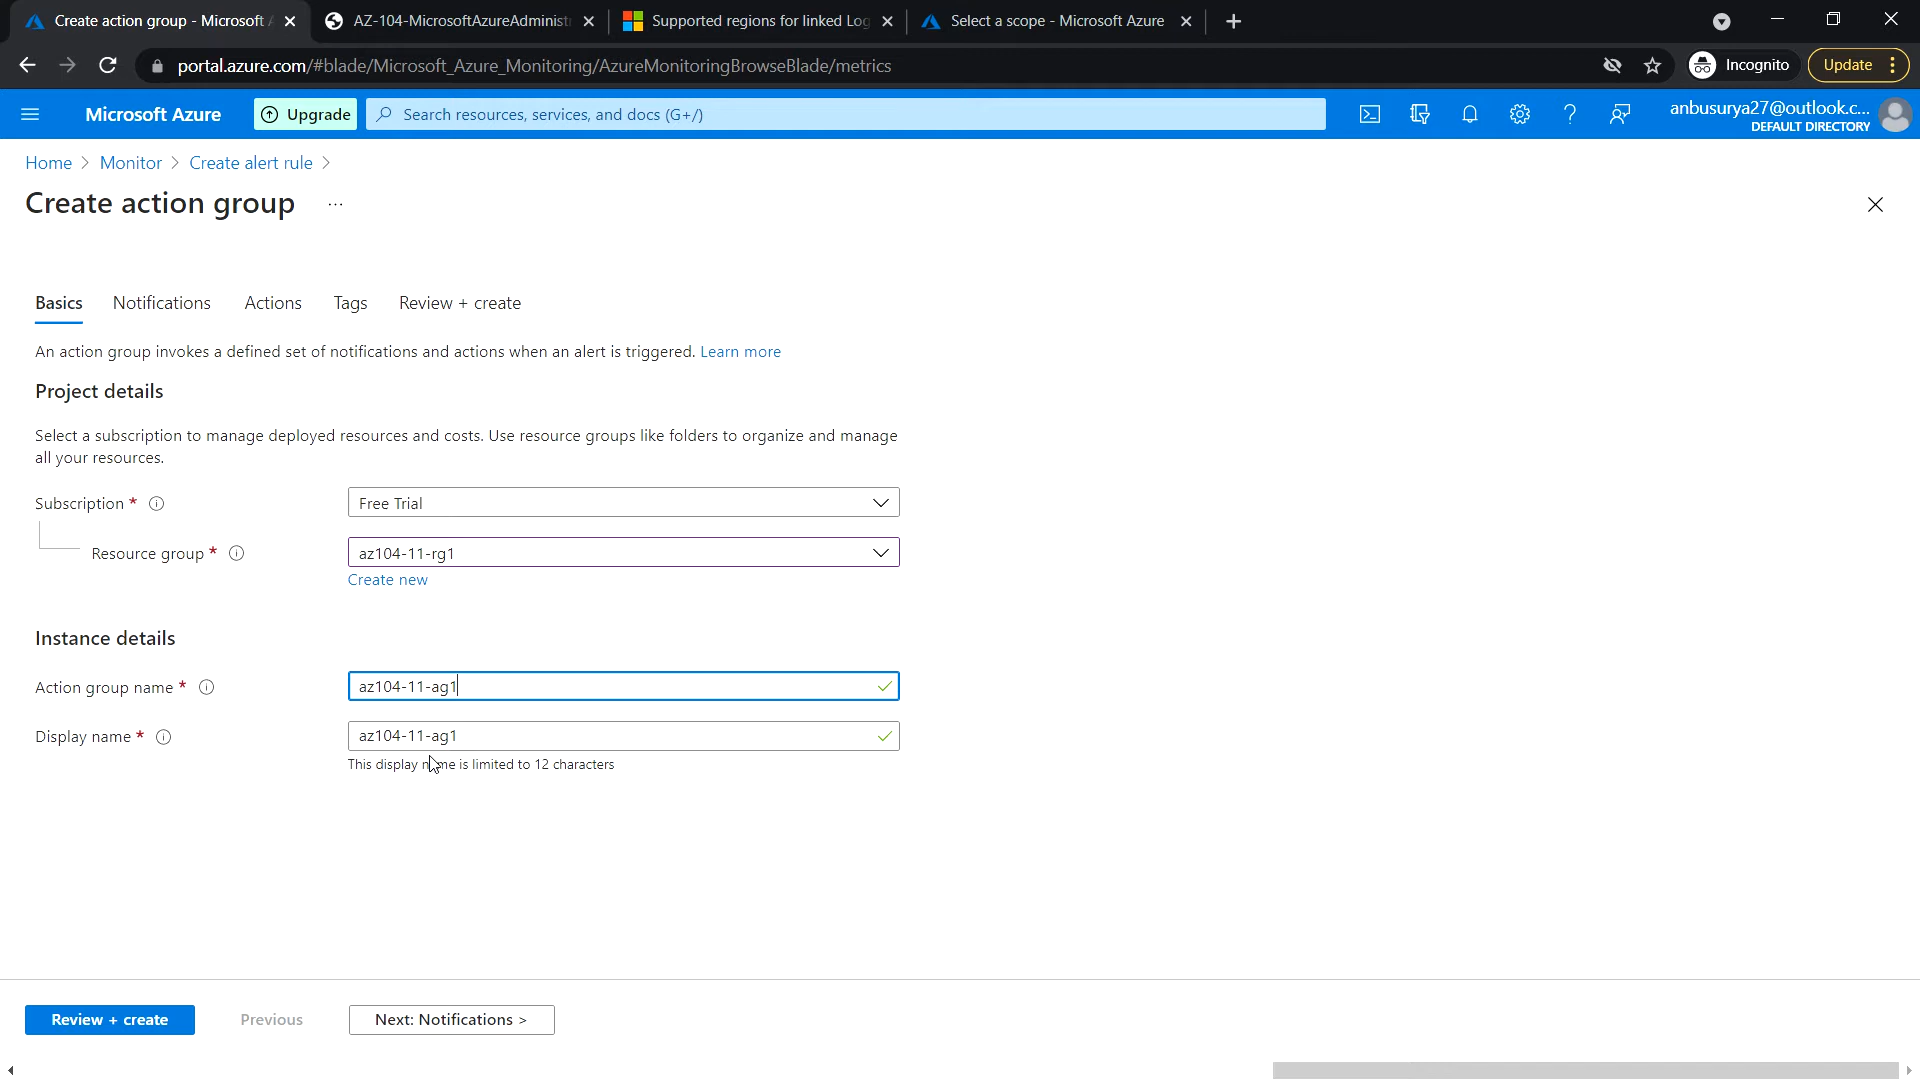 Create action group - Microsoft A
AZ-104-MicrosoftAzureAdminist
Supported regions for linked Log
Select a scope - Microsoft Azure
portal.azure.com/#blade/Microsoft_Azure_Monitoring/AzureMonitoringBrowseBlade/metrics
Incognito
Update
Microsoft Azure
Upgrade
Search resources, services, and docs (G+/)
anbusurya27@outlook.c...
DEFAULT DIRECTORY
Home > Monitor > Create alert rule >
Create action group ...
Basics Notifications Actions Tags Review + create
An action group invokes a defined set of notifications and actions when an alert is triggered. Learn more
Project details
Select a subscription to manage deployed resources and costs. Use resource groups like folders to organize and manage
all your resources.
Subscription *
Free Trial
Resource group *
az104-11-rg1
Create new
Instance details
Action group name *
az104-11-ag1
Display name *
az104-11-ag1
This display name is limited to 12 characters
Review + create
Previous
Next: Notifications >